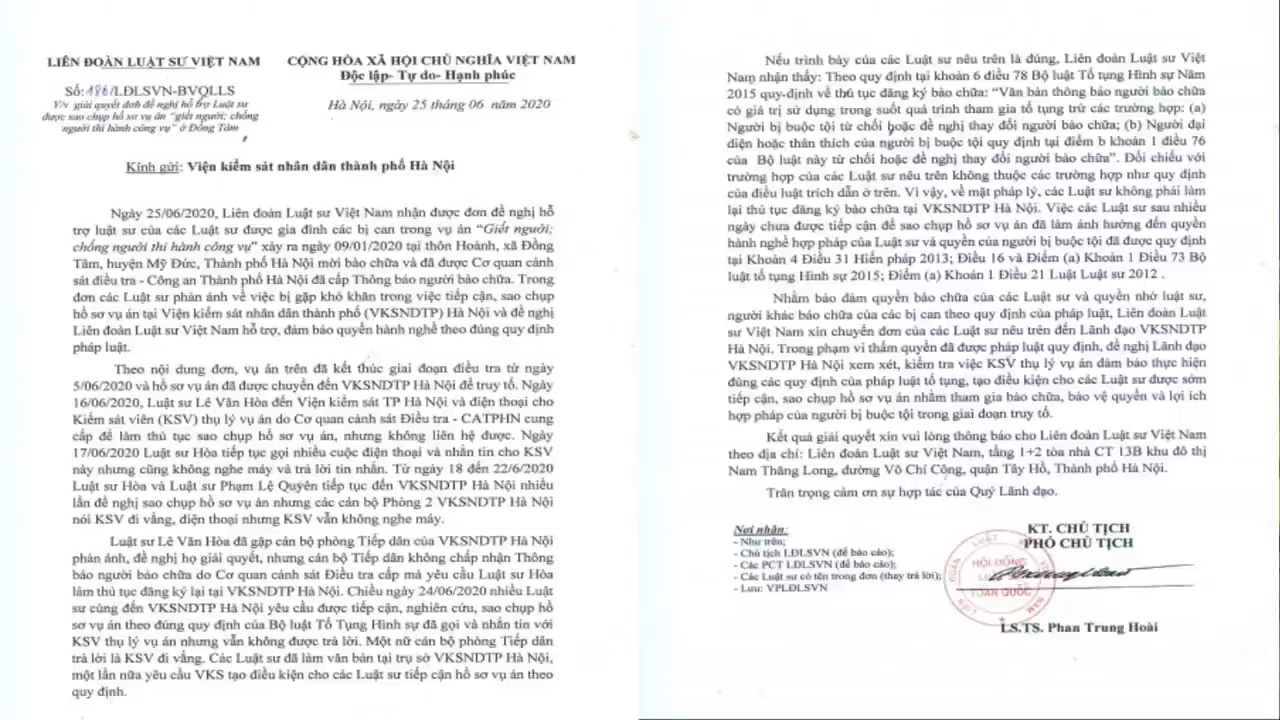 LIÊN ĐOÀN LUẬT SƯ VIỆT NAM
CỘNG HÒA XÃ HỘI CHỦ NGHĨA VIỆT NAM
Độc lập- Tự do- Hạnh phúc
Số:186/LĐLSVN-BVQLLS
V/v giải quyết đơn đề nghị hỗ trợ Luật sư
được sao chụp hồ sơ vụ án "giết người; chống
người thi hành công vụ" ở Đồng Tâm
Hà Nội, ngày 25 tháng 06 năm 2020
Kính gửi: Viện kiểm sát nhân dân thành phố Hà Nội
Ngày 25/06/2020, Liên đoàn Luật sư Việt Nam nhận được đơn đề nghị hỗ
trợ luật sư của các Luật sư được gia đình các bị can trong vụ án "Giết người;
chống người thi hành công vụ" xảy ra ngày 09/01/2020 tại thôn Hoành, xã Đồng
Tâm, huyện Mỹ Đức, Thành phố Hà Nội mời bào chữa và đã được Cơ quan cảnh
sát điều tra - Công an Thành phố Hà Nội đã cấp Thông báo người bào chữa. Trong
đơn các Luật sư phản ánh về việc bị gặp khó khăn trong việc tiếp cận, sao chụp
hồ sơ vụ án tại Viện kiểm sát nhân dân thành phố (VKSNDTP) Hà Nội và đề nghị
Liên đoàn Luật sư Việt Nam hỗ trợ, đảm bảo quyền hành nghề theo đúng quy định
pháp luật.
Theo nội dung đơn, vụ án trên đã kết thúc giai đoạn điều tra từ ngày
5/06/2020 và hồ sơ vụ án đã được chuyển đến VKSNDTP Hà Nội để truy tố. Ngày
16/06/2020, Luật sư Lê Văn Hòa đến Viện kiểm sát TP Hà Nội và điện thoại cho
Kiểm sát viên (KSV) thụ lý vụ án do Cơ quan cảnh sát Điều tra - CATPHN cung
cấp để làm thủ tục sao chụp hồ sơ vụ án, nhưng không liên hệ được. Ngày
17/06/2020 Luật sư Hòa tiếp tục gọi nhiều cuộc điện thoại và nhắn tin cho KSV
này nhưng cũng không nghe máy và trả lời tin nhắn. Từ ngày 18 đến 22/6/2020
Luật sư Hòa và Luật sư Phạm Lệ Quyên tiếp tục đến VKSNDTP Hà Nội nhiều
lần đề nghị sao chụp hồ sơ vụ án nhưng các cán bộ Phòng 2 VKSNDTP Hà Nội
nói KSV đi vắng, điện thoại nhưng KSV vẫn không nghe máy.
Luật sư Lê Văn Hòa đã gặp cán bộ phòng Tiếp dân của VKSNDTP Hà Nội
phản ánh, đề nghị họ giải quyết, nhưng cán bộ Tiếp dân không chấp nhận Thông
báo người bào chữa do Cơ quan cảnh sát Điều tra cấp mà yêu cầu Luật sư Hòa
làm thủ tục đăng ký lại tại VKSNDTP Hà Nội. Chiều ngày 24/06/2020 nhiều Luật
sư cùng đến VKSNDTP Hà Nội yêu cầu được tiếp cận, nghiên cứu, sao chụp hồ
sơ vụ án theo đúng quy định của Bộ luật Tố Tụng Hình sự đã gọi và nhắn tin với
KSV thụ lý vụ án nhưng vẫn không được trả lời. Một nữ cán bộ phòng Tiếp dân
trả lời là KSV đi vắng. Các Luật sư đã làm văn bản tại trụ sở VKSNDTP Hà Nội,
một lần nữa yêu cầu VKS tạo điều kiện cho các Luật sư tiếp cận hồ sơ vụ án theo
quy định.
Nếu trình bày của các Luật sư nêu trên là đúng, Liên đoàn Luật sư Việt
Nam nhận thấy: Theo quy định tại khoản 6 điều 78 Bộ luật Tố tụng Hình sự Năm
2015 quy định về thủ tục đăng ký bào chữa: "Văn bản thông báo người bào chữa
có giá trị sử dụng trong suốt quá trình tham gia tố tụng trừ các trường hợp: (a)
Người bị buộc tội từ chối hoặc đề nghị thay đổi người bào chữa; (b) Người đại
diện hoặc thân thích của người bị buộc tội quy định tại điểm b khoản 1 điều 76
của Bộ luật này từ chối hoặc đề nghị thay đổi người bào chữa". Đối chiếu với
trường hợp của các Luật sư nêu trên không thuộc các trường hợp như quy định
của điều luật trích dẫn ở trên. Vì vậy, về mặt pháp lý, các Luật sư không phải làm
lại thủ tục đăng ký bào chữa tại VKSNDTP Hà Nội. Việc các Luật sư sau nhiều
ngày chưa được tiếp cận để sao chụp hồ sơ vụ án đã làm ảnh hưởng đến quyền
hành nghề hợp pháp của Luật sư và quyền của người bị buộc tội đã được quy định
tại Khoản 4 Điều 31 Hiến pháp 2013; Điều 16 và Điểm (a) Khoản 1 Điều 73 Bộ
luật tố tụng Hình sự 2015; Điểm (a) Khoản 1 Điều 21 Luật Luật sư 2012 .
Nhằm bảo đảm quyền bào chữa của các Luật sư và quyền nhờ luật sư,
người khác bào chữa của các bị can theo quy định của pháp luật, Liên đoàn Luật
sư Việt Nam xin chuyển đơn của các Luật sư nêu trên đến Lãnh đạo VKSNDTP
Hà Nội. Trong phạm vi thẩm quyền đã được pháp luật quy định, đề nghị Lãnh đạo
VKSNDTP Hà Nội xem xét, kiểm tra việc KSV thụ lý vụ án đảm bảo thực hiện
đúng các quy định của pháp luật tố tụng, tạo điều kiện cho các Luật sư được sớm
tiếp cận, sao chụp hồ sơ vụ án nhằm tham gia bào chữa, bảo vệ quyền và lợi ích
hợp pháp của người bị buộc tội trong giai đoạn truy tố.
Kết quả giải quyết xin vui lòng thông báo cho Liên đoàn Luật sư Việt Nam
theo địa chỉ: Liên đoàn Luật sư Việt Nam, tầng 1+2 tòa nhà CT 13B khu đô thị
Nam Thăng Long, đường Võ Chí Công, quận Tây Hồ, Thành phố Hà Nội.
Trân trọng cảm ơn sự hợp tác của Quý Lãnh đạo.
Nơi nhận:
- Như trên;
- Chủ tịch LĐLSVN (để báo cáo);
- Các PCT LĐLSVN (để báo cáo);
- Các Luật sư có tên trong đơn (thay trả lời);
- Lưu: VPLĐLSVN
KT. CHỦ TỊCH
PHÓ CHỦ TỊCH
HỘI ĐỒNG
TOÀN QUỐC
LS.TS. Phan Trung Hoài